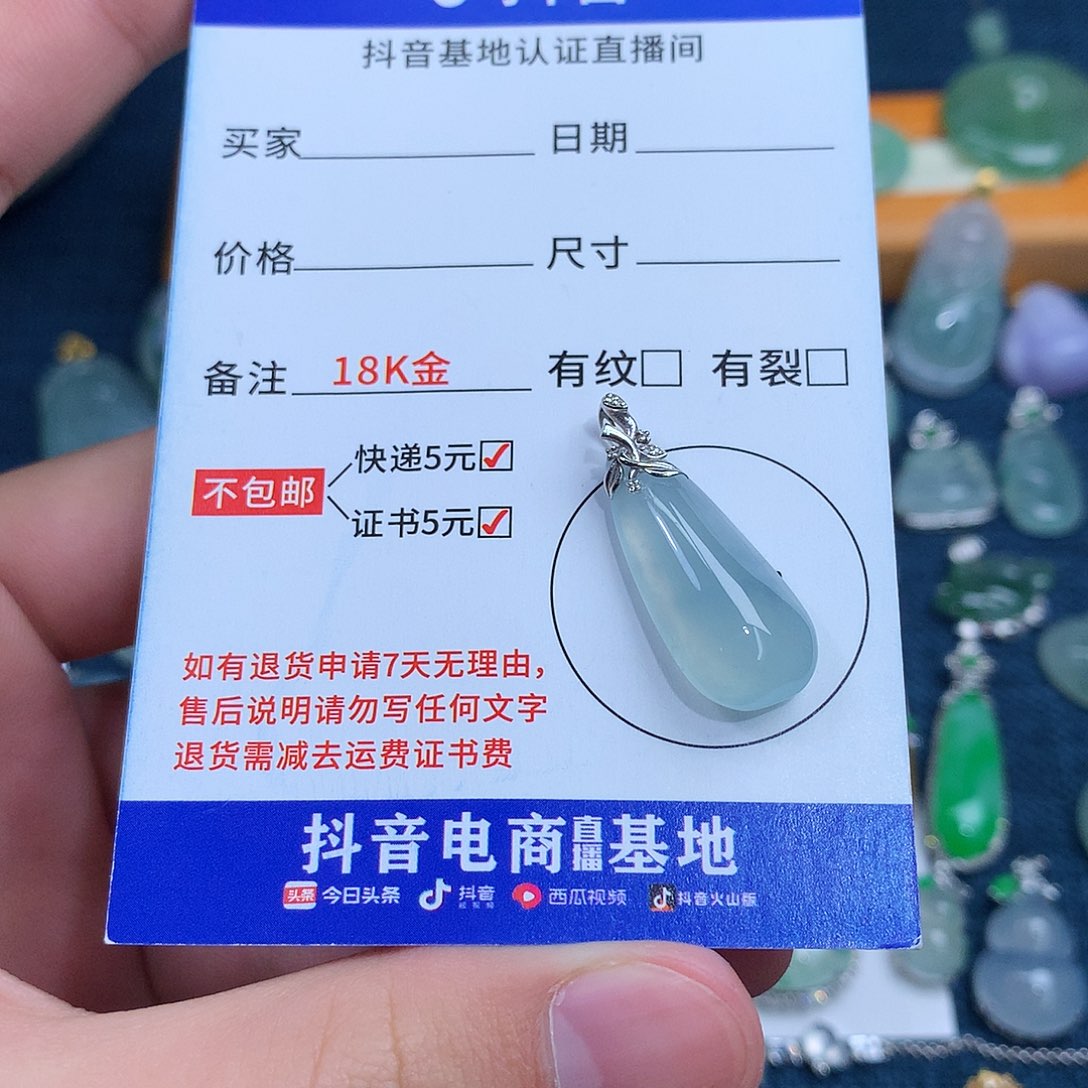 抖音基地认证直播间
买家 日期
价格 尺寸
备注 18K金 有纹 有裂
不包邮
快递5元
证书5元
如有退货申请7天无理由，
售后说明请勿写任何文字
退货需减去运费证书费
抖音电商直播基地
头条 今日头条 抖音 西瓜视频 抖音火山版